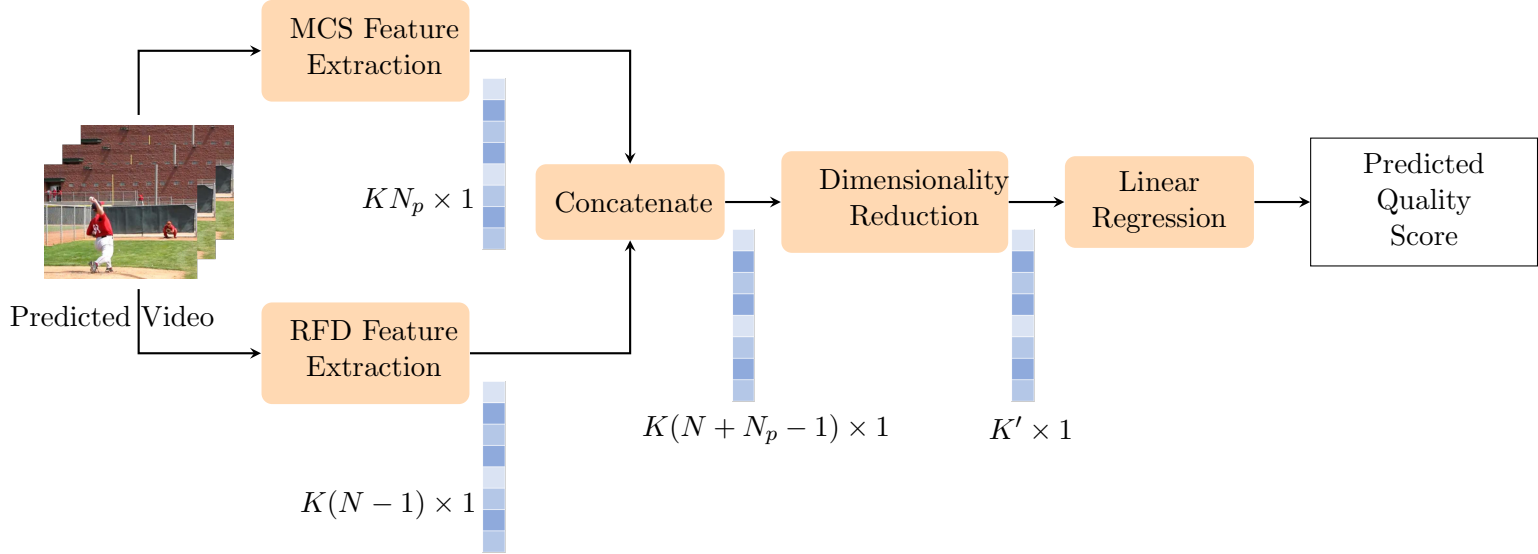 MCS Feature
Extraction
KN_p × 1
Predicted Video
RFD Feature
Extraction
K(N − 1) × 1
Concatenate
K(N + N_p − 1) × 1
Dimensionality
Reduction
K′ × 1
Linear
Regression
Predicted
Quality
Score